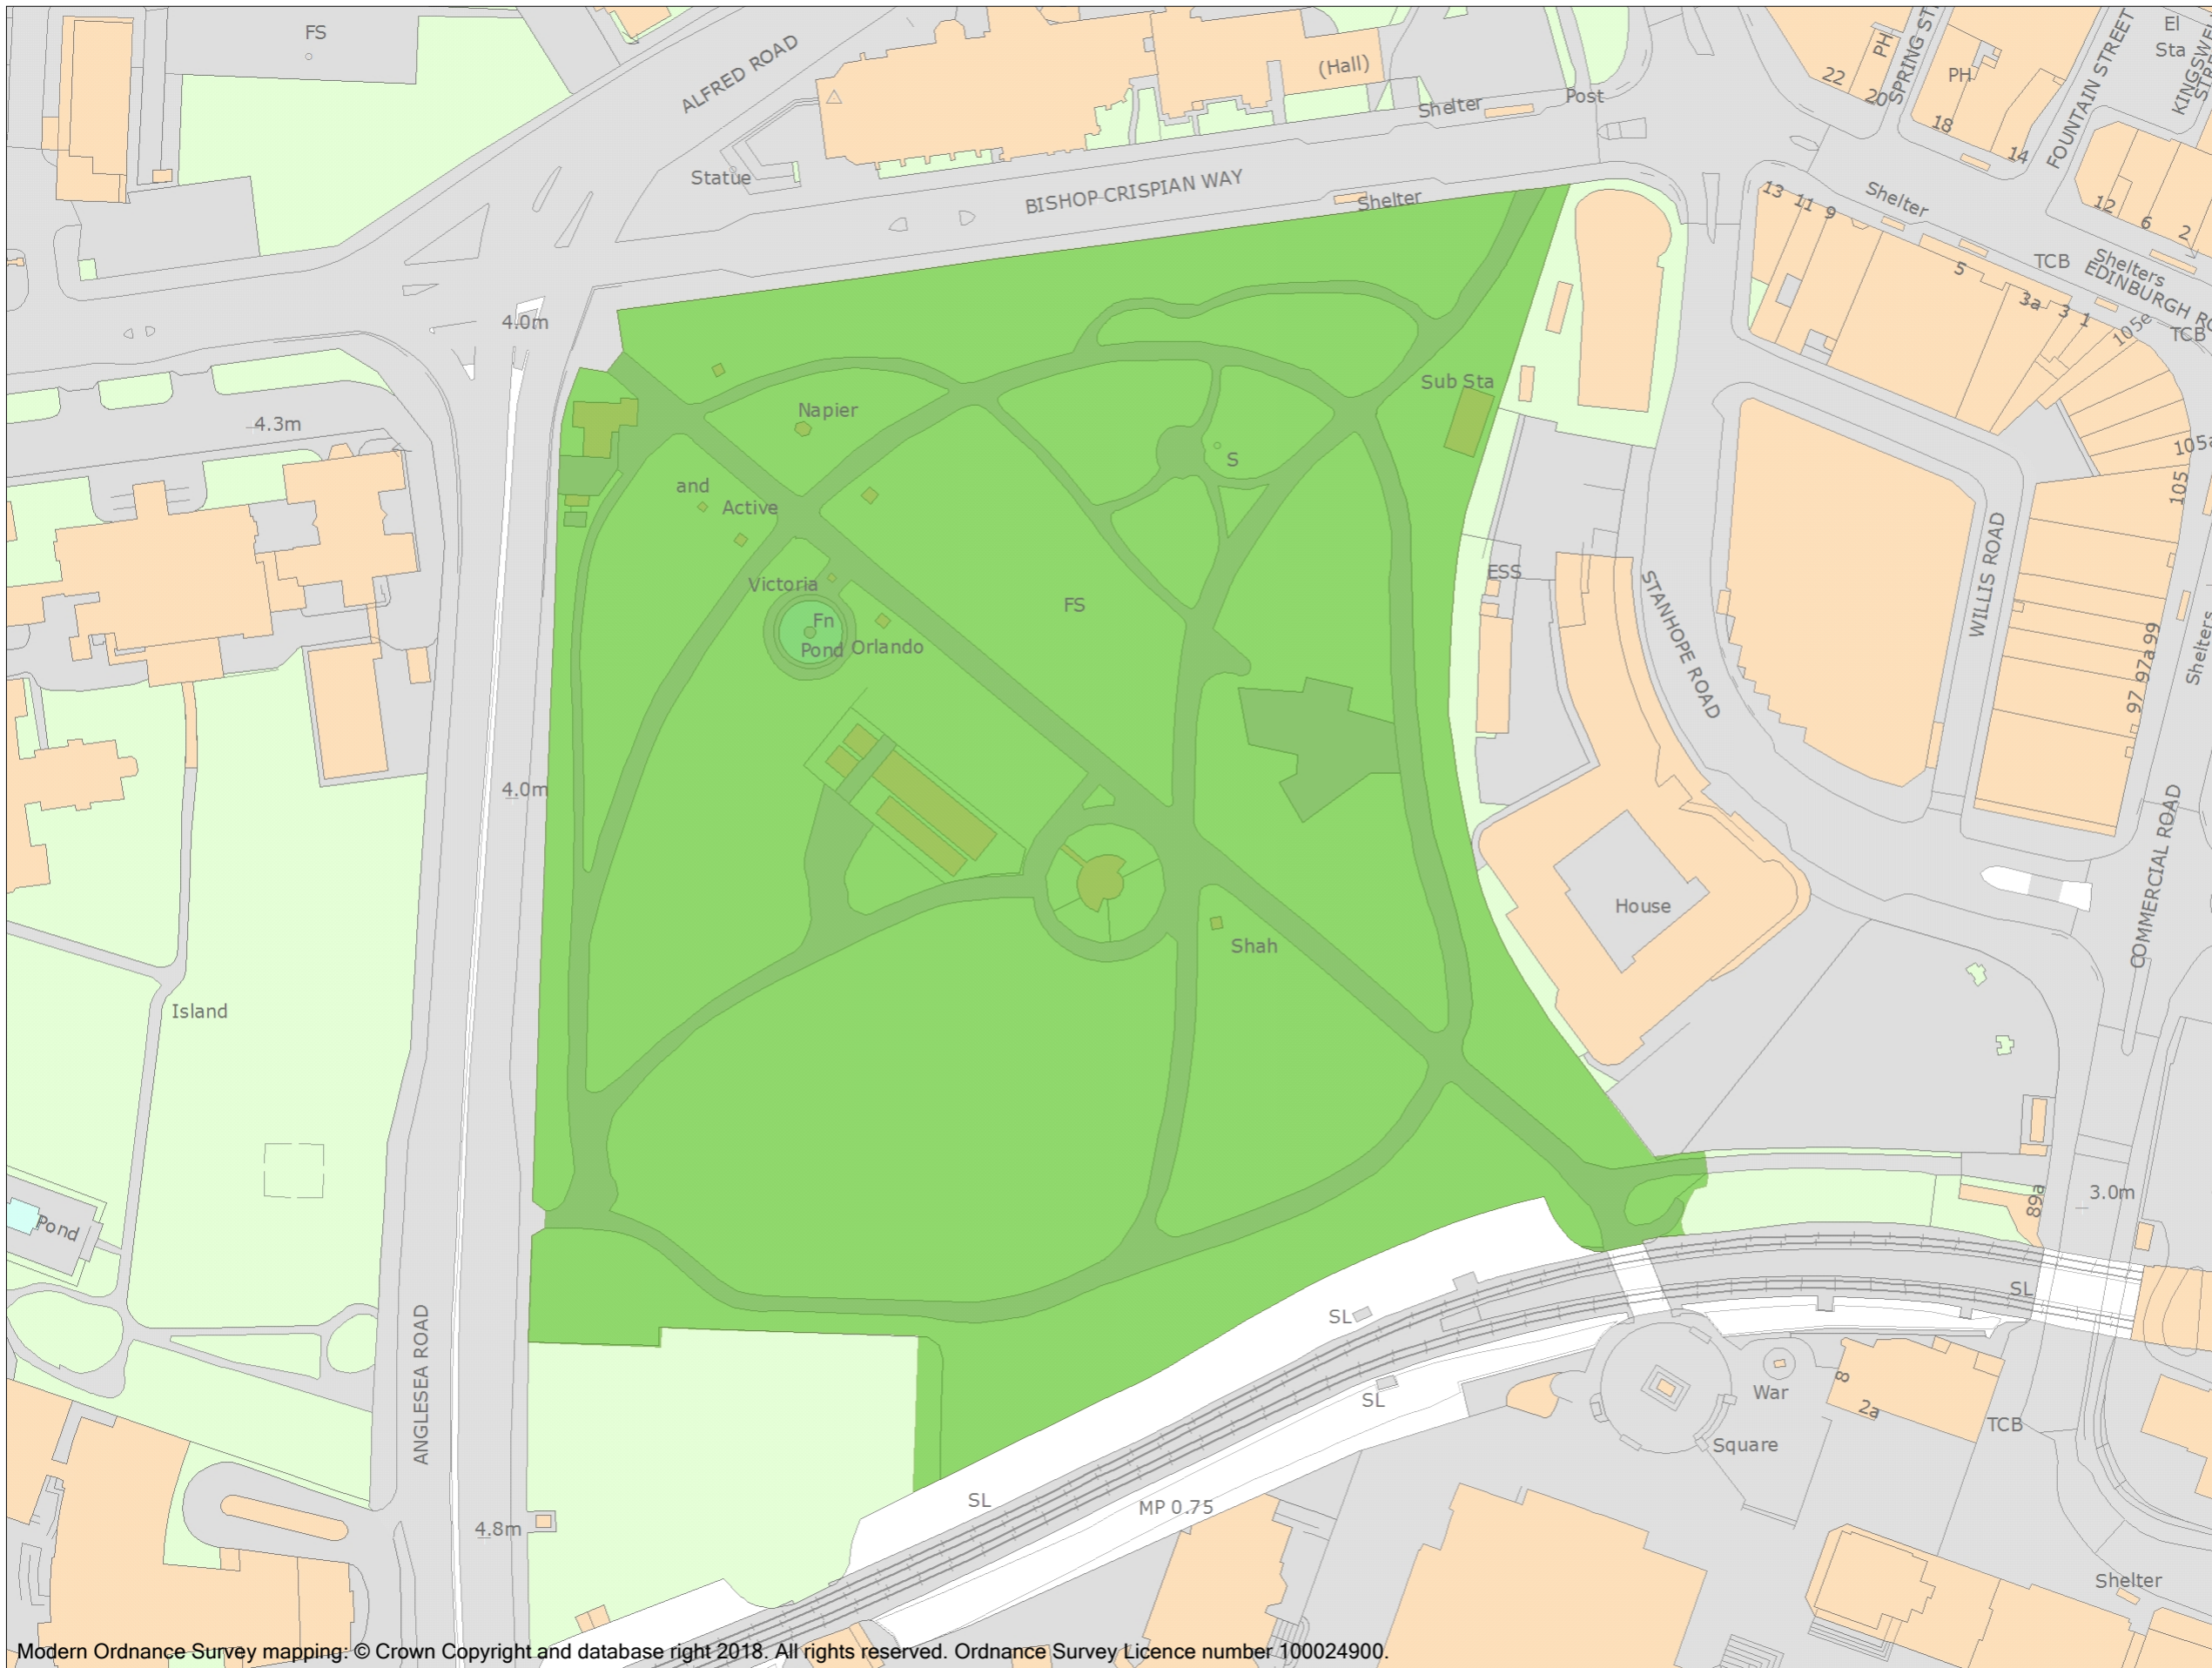 FS
ALFRED ROAD
(Hall)
Shelter
Post
22
PH
20
SPRING ST
PH
18
14
FOUNTAIN STREET
El
Sta
KINGSWE
STRE
Statue
BISHOP CRISPIAN WAY
Shelter
13
11
9
Shelter
12
6
2
5
TCB
Shelters
EDINBURGH RO
3a
3
1
105e
TCB
4.0m
4.3m
Napier
Sub Sta
S
and
Active
105a
105
Victoria
Fn
Pond
Orlando
FS
ESS
STANHOPE ROAD
WILLIS ROAD
97
97a
99
Shelters
4.0m
House
COMMERCIAL ROAD
Shah
Island
Pond
89a
3.0m
ANGLESEA ROAD
SL
SL
SL
War
8
2a
Square
TCB
SL
MP 0.75
4.8m
Shelter
Modern Ordnance Survey mapping: © Crown Copyright and database right 2018. All rights reserved. Ordnance Survey Licence number 100024900.